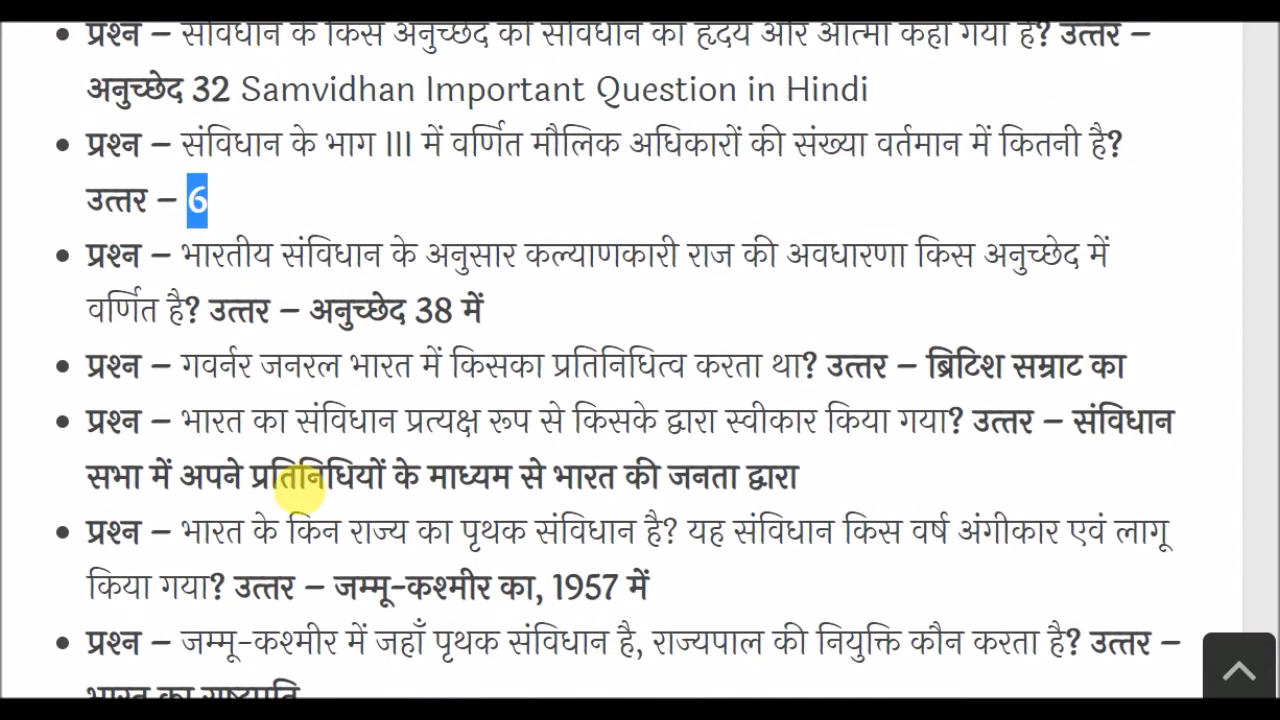 प्रश्न – संविधान के किस अनुच्छेद को संविधान का हृदय और आत्मा कहा गया है? उत्तर –
अनुच्छेद 32 Samvidhan Important Question in Hindi
प्रश्न – संविधान के भाग III में वर्णित मौलिक अधिकारों की संख्या वर्तमान में कितनी है?
उत्तर – 6
प्रश्न – भारतीय संविधान के अनुसार कल्याणकारी राज की अवधारणा किस अनुच्छेद में
वर्णित है? उत्तर – अनुच्छेद 38 में
प्रश्न – गवर्नर जनरल भारत में किसका प्रतिनिधित्व करता था? उत्तर – ब्रिटिश सम्राट का
प्रश्न – भारत का संविधान प्रत्यक्ष रूप से किसके द्वारा स्वीकार किया गया? उत्तर – संविधान
सभा में अपने प्रतिनिधियों के माध्यम से भारत की जनता द्वारा
प्रश्न – भारत के किन राज्य का पृथक संविधान है? यह संविधान किस वर्ष अंगीकार एवं लागू
किया गया? उत्तर – जम्मू-कश्मीर का, 1957 में
प्रश्न – जम्मू-कश्मीर में जहाँ पृथक संविधान है, राज्यपाल की नियुक्ति कौन करता है? उत्तर –
भारत का राष्ट्रपति